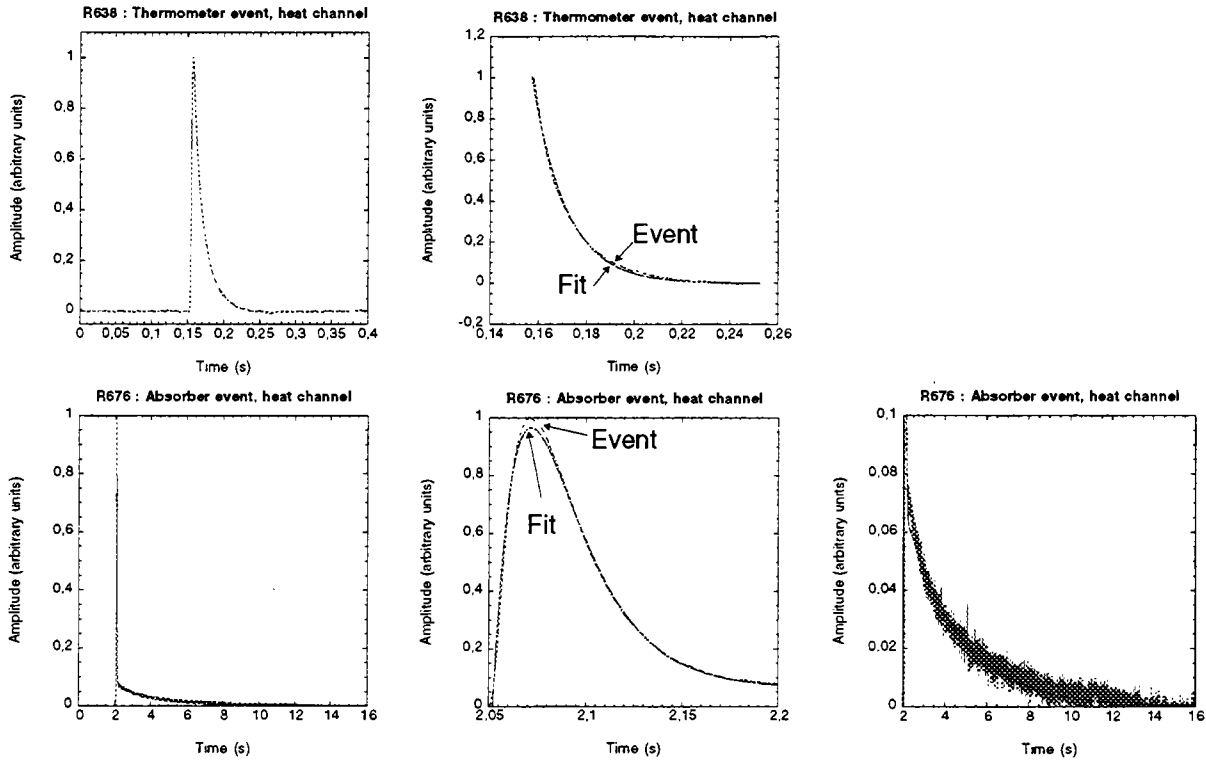 R638 : Thermometer event, heat channel
Amplitude (arbitrary units)
1
0,8
0,6
0,4
0,2
0
0 0,05 0,1 0,15 0,2 0,25 0,3 0,35 0,4
Time (s)
R638 : Thermometer event, heat channel
Amplitude (arbitrary units)
1,2
1
0,8
0,6
0,4
0,2
0
-0,2
Event
Fit
0,14 0,16 0,18 0,2 0,22 0,24 0,26
Time (s)
R676 : Absorber event, heat channel
Amplitude (arbitrary units)
1
0,8
0,6
0,4
0,2
0
0 2 4 6 8 10 12 14 16
Time (s)
R676 : Absorber event, heat channel
Amplitude (arbitrary units)
1
0,8
0,6
0,4
0,2
0
Event
Fit
2,05 2,1 2,15 2,2
Time (s)
R676 : Absorber event, heat channel
Amplitude (arbitrary units)
0,1
0,08
0,06
0,04
0,02
0
2 4 6 8 10 12 14 16
Time (s)